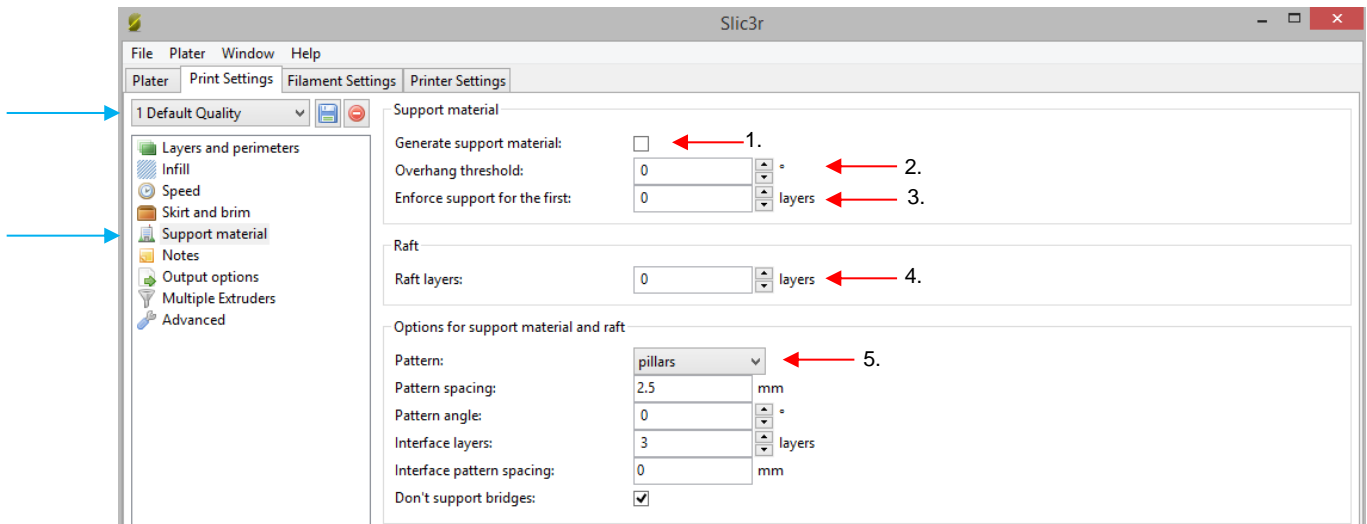 Slic3r
File Plater Window Help
Plater Print Settings Filament Settings Printer Settings
1 Default Quality
Layers and perimeters
Infill
Speed
Skirt and brim
Support material
Notes
Output options
Multiple Extruders
Advanced
Support material
Generate support material: 1.
Overhang threshold: 0 ° 2.
Enforce support for the first: 0 layers 3.
Raft
Raft layers: 0 layers 4.
Options for support material and raft
Pattern: pillars 5.
Pattern spacing: 2.5 mm
Pattern angle: 0 °
Interface layers: 3 layers
Interface pattern spacing: 0 mm
Don't support bridges: